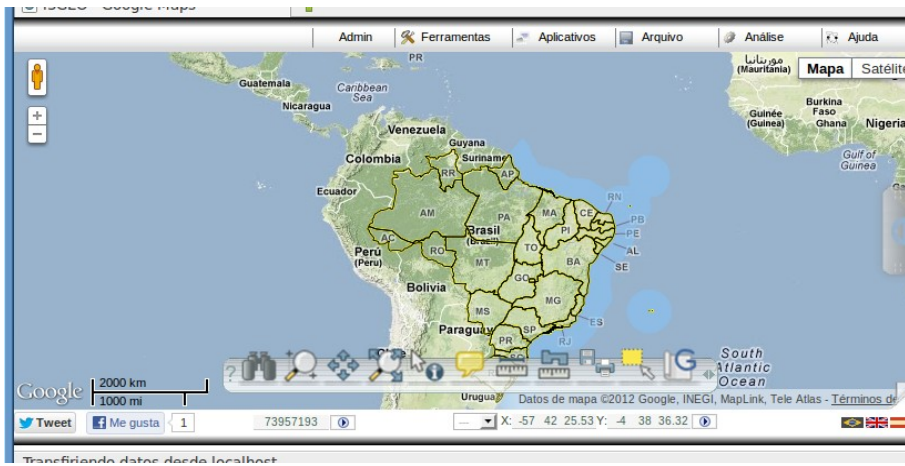 Google Maps
Admin
Ferramentas
Aplicativos
Arquivo
Análise
Ajuda
PR
Guatemala
Caribbean
Sea
Nicaragua
موريتانيا
(Mauritania)
Mapa
Satélite
Burkina
Faso
Guinée
(Guinea)
Ghana
Nigeria
Gulf of
Guinea
Venezuela
Guyana
Suriname
Colombia
Ecuador
RR
AP
AM
PA
MA
CE
RN
PB
PE
AL
SE
PI
Brasil
(Brazil)
TO
AC
RO
MT
BA
Perú
(Peru)
GO
Bolivia
MG
MS
ES
SP
RJ
Paraguay
PR
SC
Chile
?
South
Atlantic
Ocean
Google
2000 km
1000 mi
Uruguay
Datos de mapa ©2012 Google, INEGI, MapLink, Tele Atlas - Términos de
Tweet
Me gusta
1
73957193
---
X: -57 42 25.53 Y: -4 38 36.32
Transfiriendo datos desde localhost